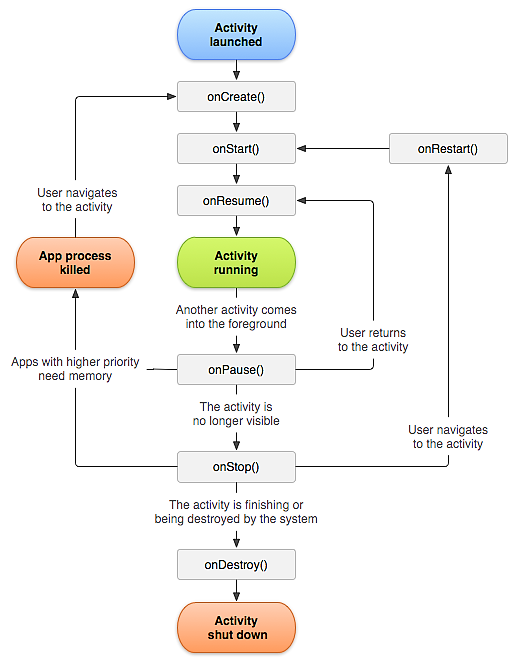 Activity
launched
onCreate()
onStart()
onRestart()
User navigates
to the activity
onResume()
App process
killed
Activity
running
Another activity comes
into the foreground
User returns
to the activity
Apps with higher priority
need memory
onPause()
The activity is
no longer visible
User navigates
to the activity
onStop()
The activity is finishing or
being destroyed by the system
onDestroy()
Activity
shut down